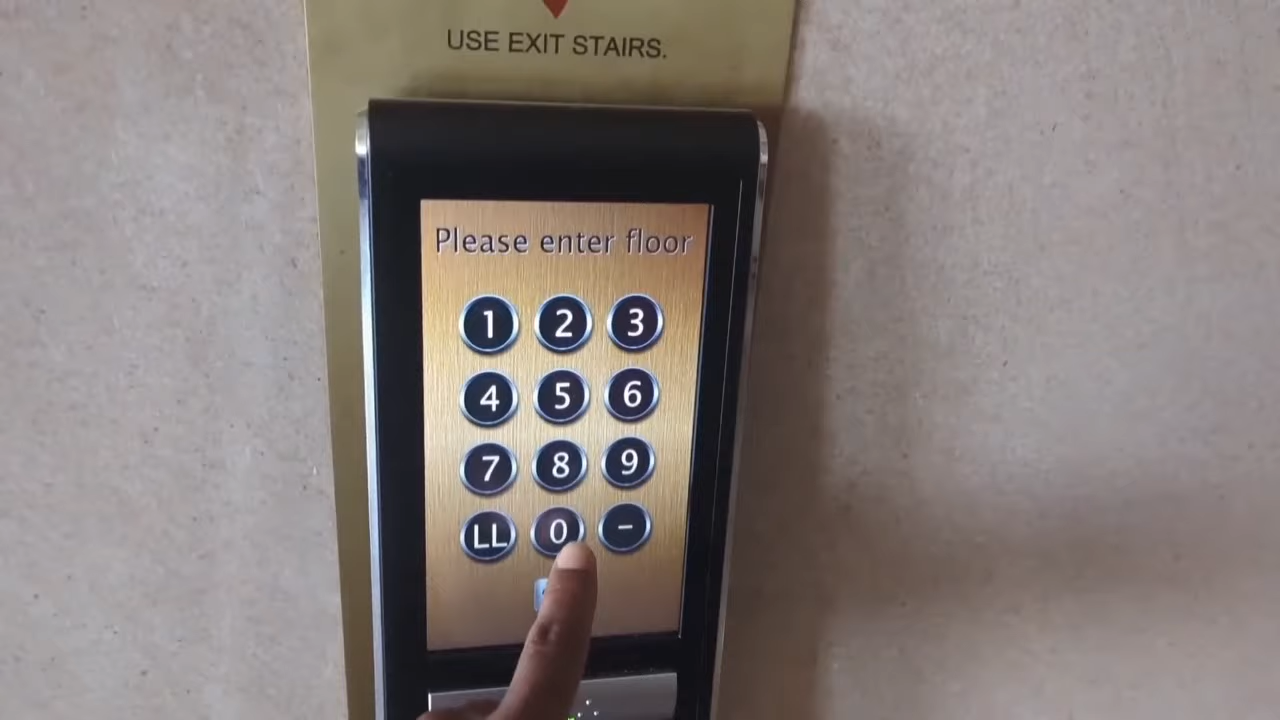 USE EXIT STAIRS.
Please enter floor
1 2 3
4 5 6
7 8 9
LL 0 –